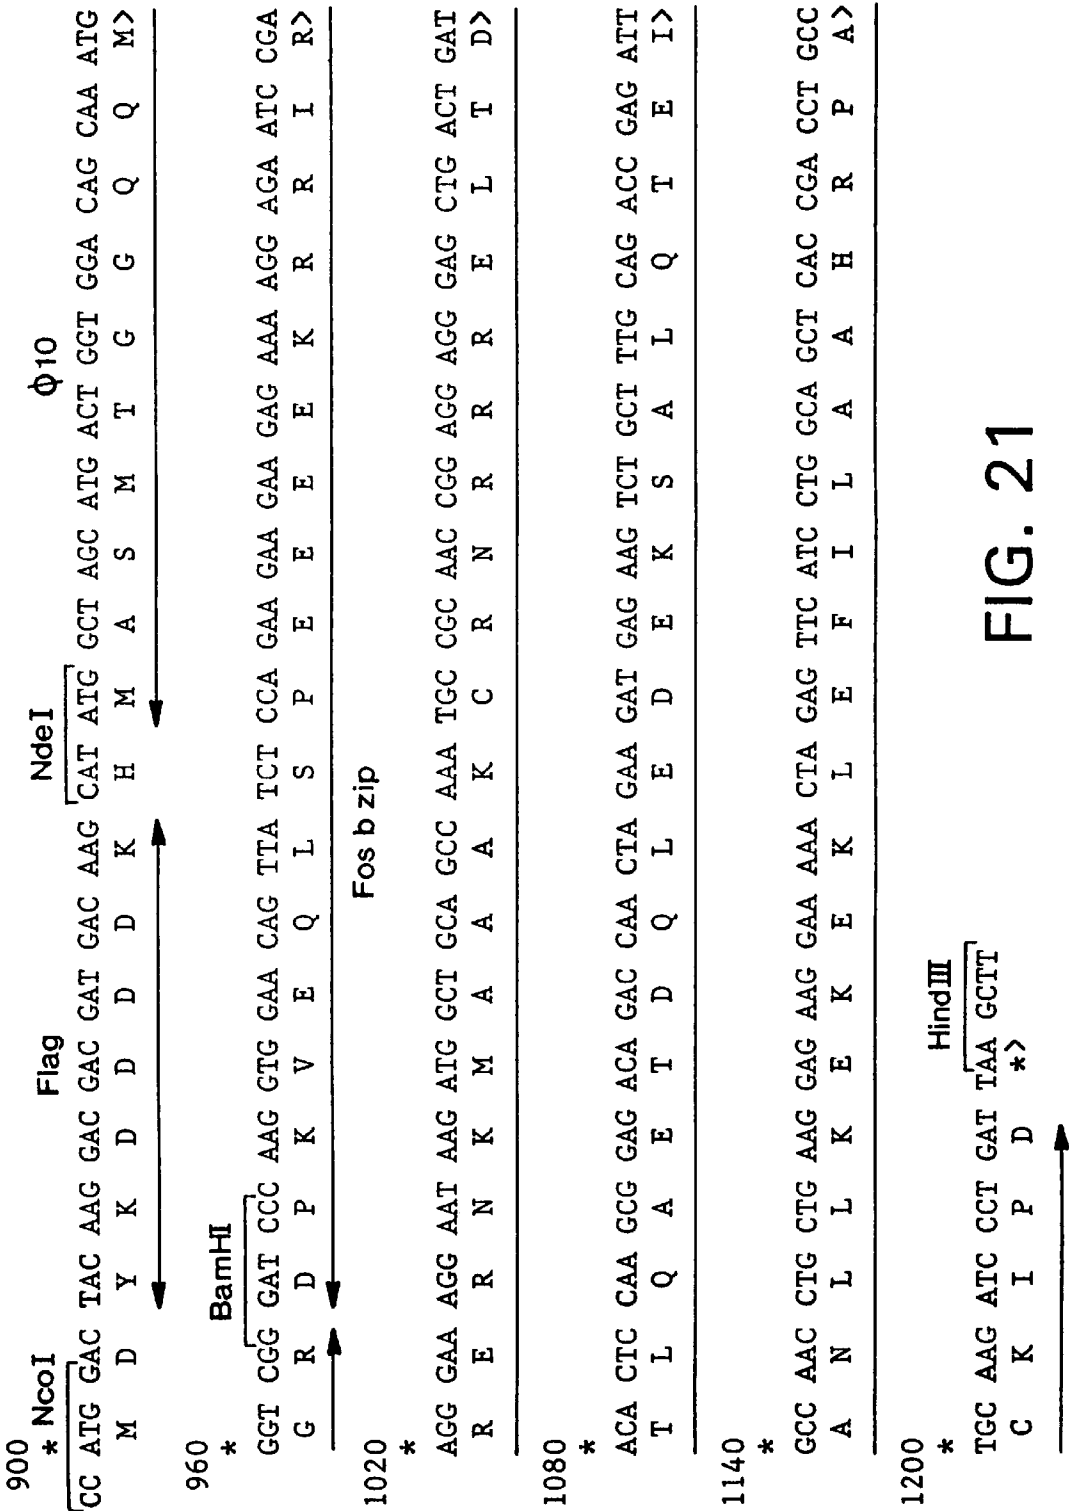 900
* NcoI Flag NdeI ϕ10
CC ATG GAC TAC AAG GAC GAC GAC GAT GAC AAG CAT ATG GCT AGC ATG ACT GGT GGA CAG CAA ATG
M D Y K D D D D D K H M A S M T G G Q Q M>
960
* BamHI
GGT CGG GAT CCC AAG GTG GAA CAG TTA TCT CCA GAA GAA GAA GAG AAA AGG AGA ATC CGA
G R D P K V E Q L S P E E E E K R R I R>
Fos b zip
1020
*
AGG GAA AGG AAT AAG ATG GCT GCA GCC AAA TGC CGC AAC CGG AGG AGG GAG CTG ACT GAT
R E R N K M A A A K C R N R R R E L T D>
1080
*
ACA CTC CAA GCG GAG ACA GAC CAA CTA GAA GAT GAG AAG TCT GCT TTG CAG ACC GAG ATT
T L Q A E T D Q L E D E K S A L Q T E I>
1140
*
GCC AAC CTG CTG AAG GAG AAG GAA AAA CTA GAG TTC ATC CTG GCA GCT CAC CGA CCT GCC
A N L L K E K E K L E F I L A A H R P A>
1200
* HindIII
TGC AAG ATC CCT GAT TAA GCTT
C K I P D *>
FIG. 21